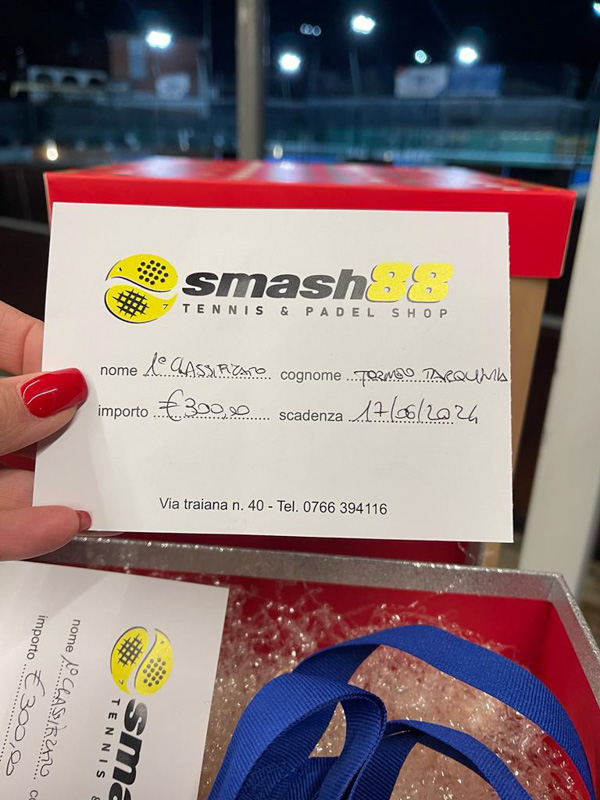 smash88
TENNIS & PADEL SHOP
nome 1° CLASSIFICATO cognome TORNEO TARQUINIA
importo €300,00 scadenza 17/06/2024
Via traiana n. 40 - Tel. 0766 394116
nome 1° CLASSIFICATO
importo €300,00
sma
TENNIS &